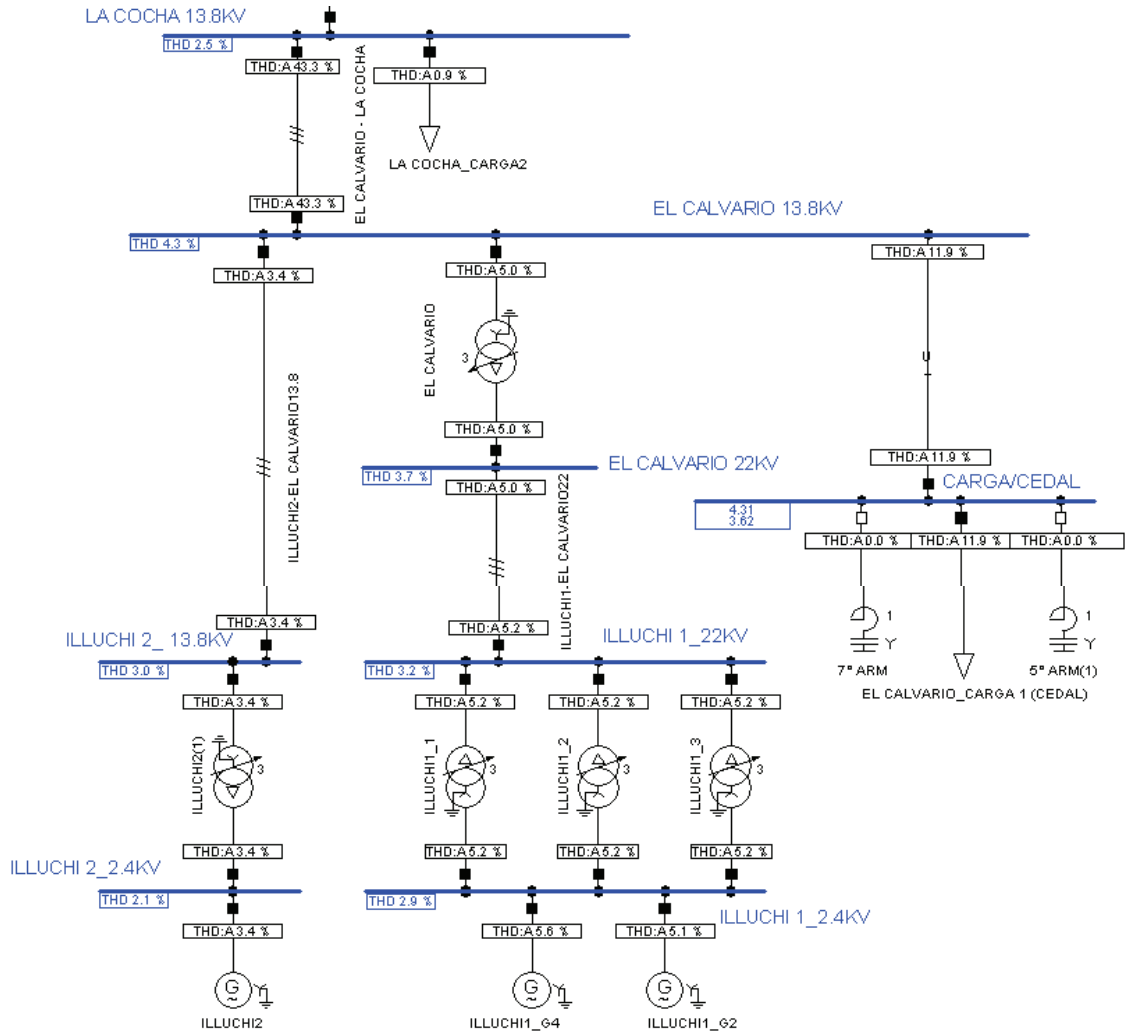 LA COCHA 13.8KV
THD 2.5 %
THD:A 43.3 %
THD:A 0.9 %
EL CALVARIO - LA COCHA
LA COCHA_CARGA2
THD:A 43.3 %
EL CALVARIO 13.8KV
THD 4.3 %
THD:A 3.4 %
THD:A 5.0 %
THD:A 11.9 %
EL CALVARIO
3
U
1
ILLUCHI2-EL CALVARIO13.8
THD:A 5.0 %
THD:A 11.9 %
EL CALVARIO 22KV
THD 3.7 %
THD:A 5.0 %
CARGA/CEDAL
4.31
3.62
THD:A 0.0 %
THD:A 11.9 %
THD:A 0.0 %
ILLUCHI1-EL CALVARIO22
1
1
Y
Y
7° ARM
5° ARM(1)
EL CALVARIO_CARGA 1 (CEDAL)
THD:A 3.4 %
THD:A 5.2 %
ILLUCHI 2_ 13.8KV
ILLUCHI 1_22KV
THD 3.0 %
THD 3.2 %
THD:A 3.4 %
THD:A 5.2 %
THD:A 5.2 %
THD:A 5.2 %
ILLUCHI2(1)
3
ILLUCHI1_1
3
ILLUCHI1_2
3
ILLUCHI1_3
3
THD:A 3.4 %
THD:A 5.2 %
THD:A 5.2 %
THD:A 5.2 %
ILLUCHI 2_2.4KV
THD 2.1 %
THD 2.9 %
ILLUCHI 1_2.4KV
THD:A 3.4 %
THD:A 5.6 %
THD:A 5.1 %
G
G
G
ILLUCHI2
ILLUCHI1_G4
ILLUCHI1_G2